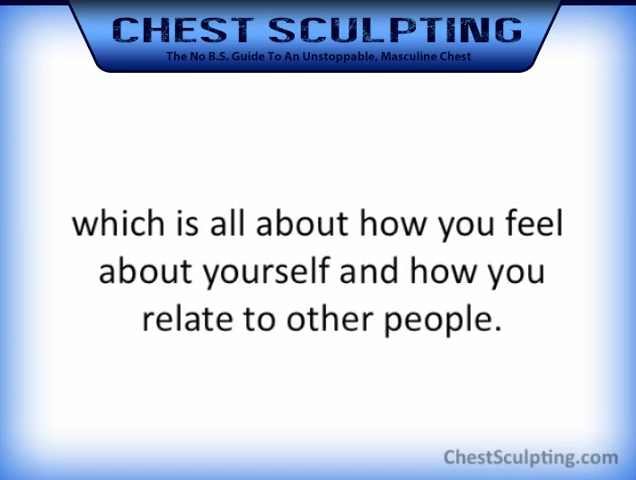 CHEST SCULPTING
The No B.S. Guide To An Unstoppable, Masculine Chest
which is all about how you feel
about yourself and how you
relate to other people.
ChestSculpting.com